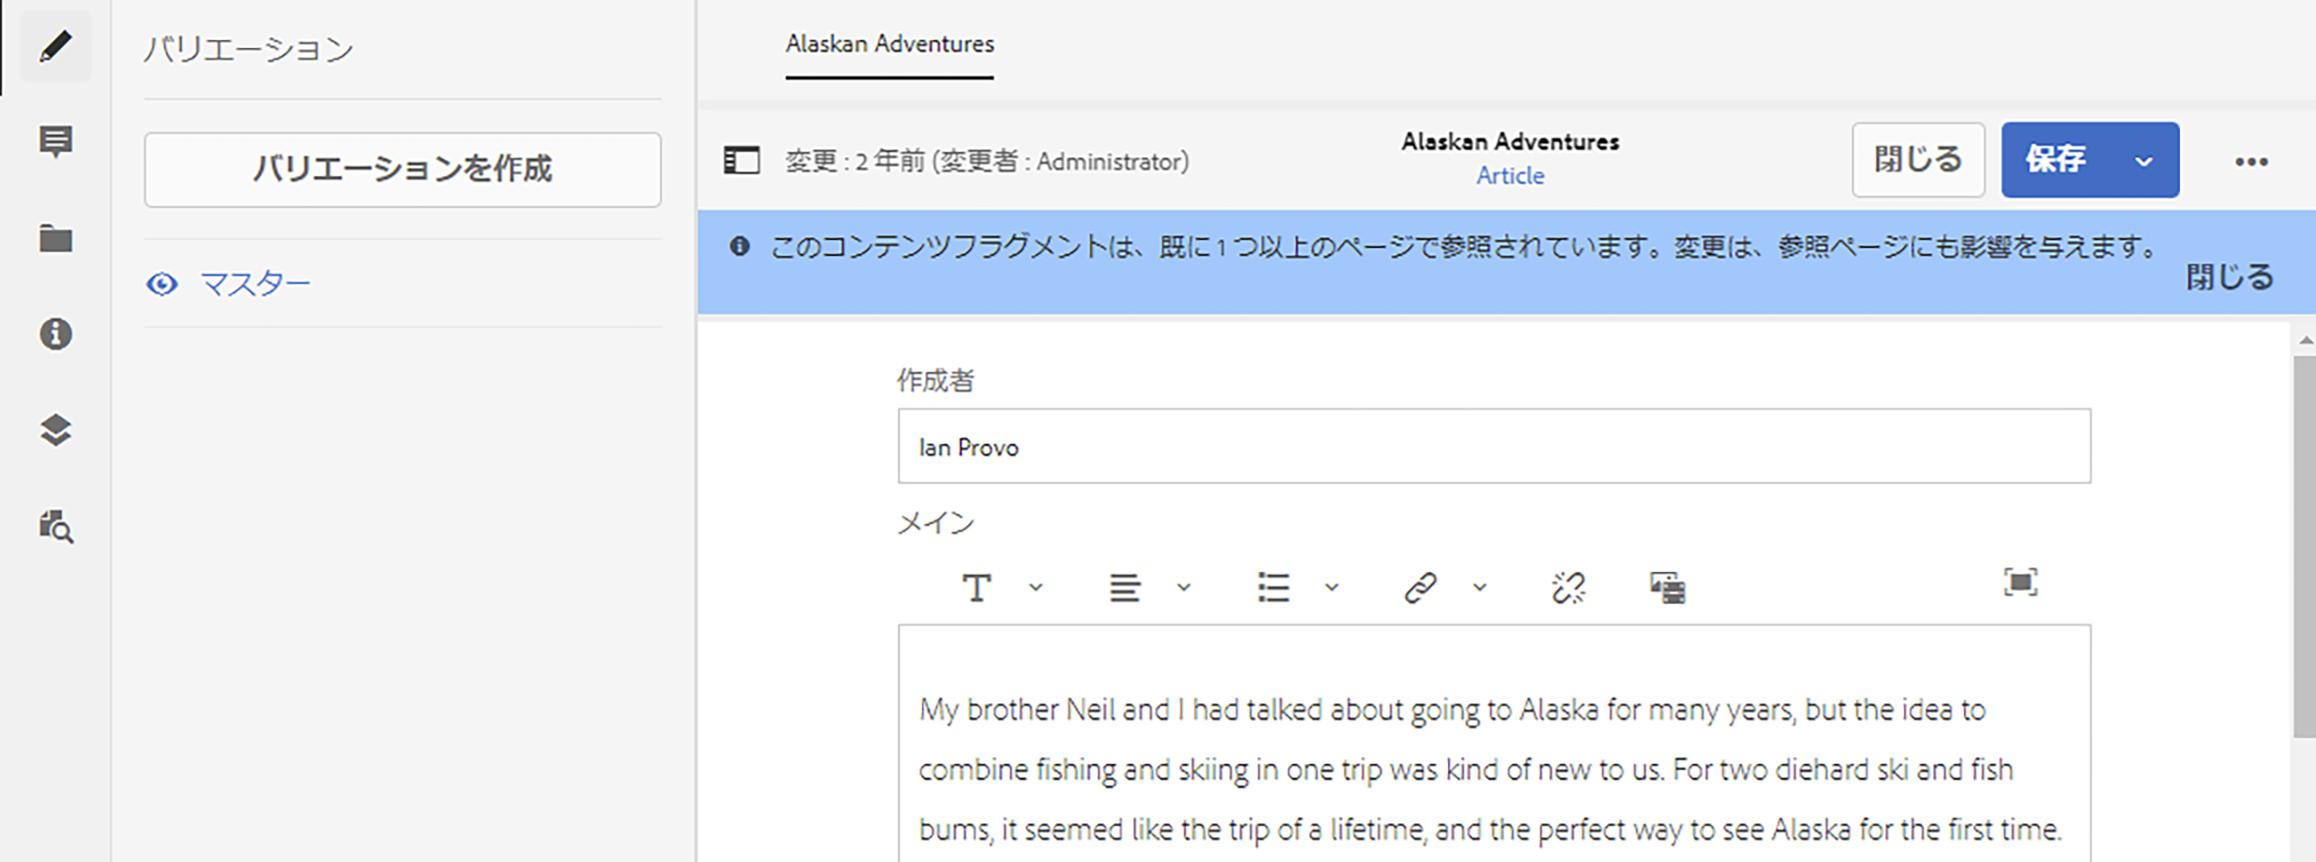 バリエーション
バリエーションを作成
マスター
Alaskan Adventures
変更 : 2 年前 (変更者 : Administrator)
Alaskan Adventures
Article
閉じる
保存
このコンテンツフラグメントは、既に 1 つ以上のページで参照されています。変更は、参照ページにも影響を与えます。
閉じる
作成者
Ian Provo
メイン
My brother Neil and I had talked about going to Alaska for many years, but the idea to
combine fishing and skiing in one trip was kind of new to us. For two diehard ski and fish
bums, it seemed like the trip of a lifetime, and the perfect way to see Alaska for the first time.